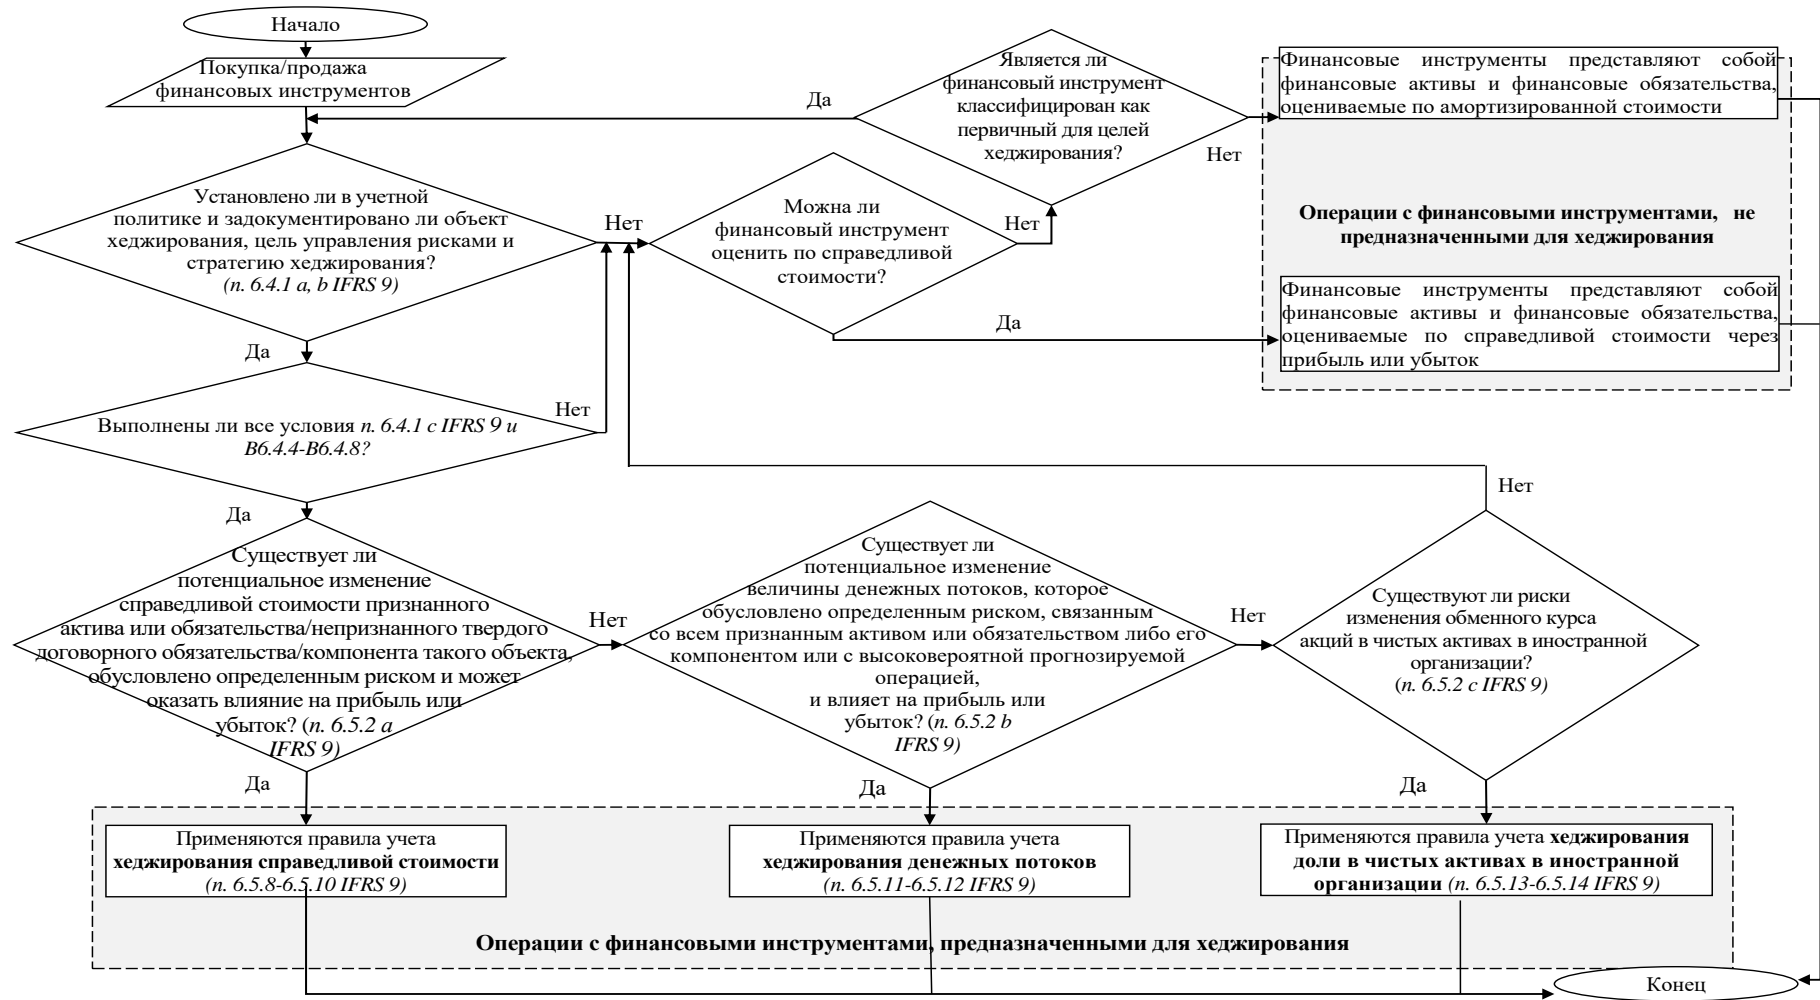 Начало
Покупка/продажа
финансовых инструментов
Является ли
финансовый инструмент
классифицирован как
первичный для целей
хеджирования?
Да
Нет
Финансовые инструменты представляют собой
финансовые активы и финансовые обязательства,
оцениваемые по амортизированной стоимости
Установлено ли в учетной
политике и задокументировано ли объект
хеджирования, цель управления рисками и
стратегию хеджирования?
(п. 6.4.1 a, b IFRS 9)
Нет
Можна ли
финансовый инструмент
оценить по справедливой
стоимости?
Нет
Да
Операции с финансовыми инструментами, не
предназначенными для хеджирования
Финансовые инструменты представляют собой
финансовые активы и финансовые обязательства,
оцениваемые по справедливой стоимости через
прибыль или убыток
Да
Выполнены ли все условия п. 6.4.1 c IFRS 9 и
B6.4.4-B6.4.8?
Нет
Да
Существует ли
потенциальное изменение
справедливой стоимости признанного
актива или обязательства/непризнанного твердого
договорного обязательства/компонента такого объекта,
обусловлено определенным риском и может
оказать влияние на прибыль или
убыток? (п. 6.5.2 a
IFRS 9)
Нет
Существует ли
потенциальное изменение
величины денежных потоков, которое
обусловлено определенным риском, связанным
со всем признанным активом или обязательством либо его
компонентом или с высоковероятной прогнозируемой
операцией,
и влияет на прибыль или
убыток? (п. 6.5.2 b
IFRS 9)
Нет
Существуют ли риски
изменения обменного курса
акций в чистых активах в иностранной
организации?
(п. 6.5.2 c IFRS 9)
Нет
Да
Да
Да
Применяются правила учета
хеджирования справедливой стоимости
(п. 6.5.8-6.5.10 IFRS 9)
Применяются правила учета
хеджирования денежных потоков
(п. 6.5.11-6.5.12 IFRS 9)
Применяются правила учета хеджирования
доли в чистых активах в иностранной
организации (п. 6.5.13-6.5.14 IFRS 9)
Операции с финансовыми инструментами, предназначенными для хеджирования
Конец